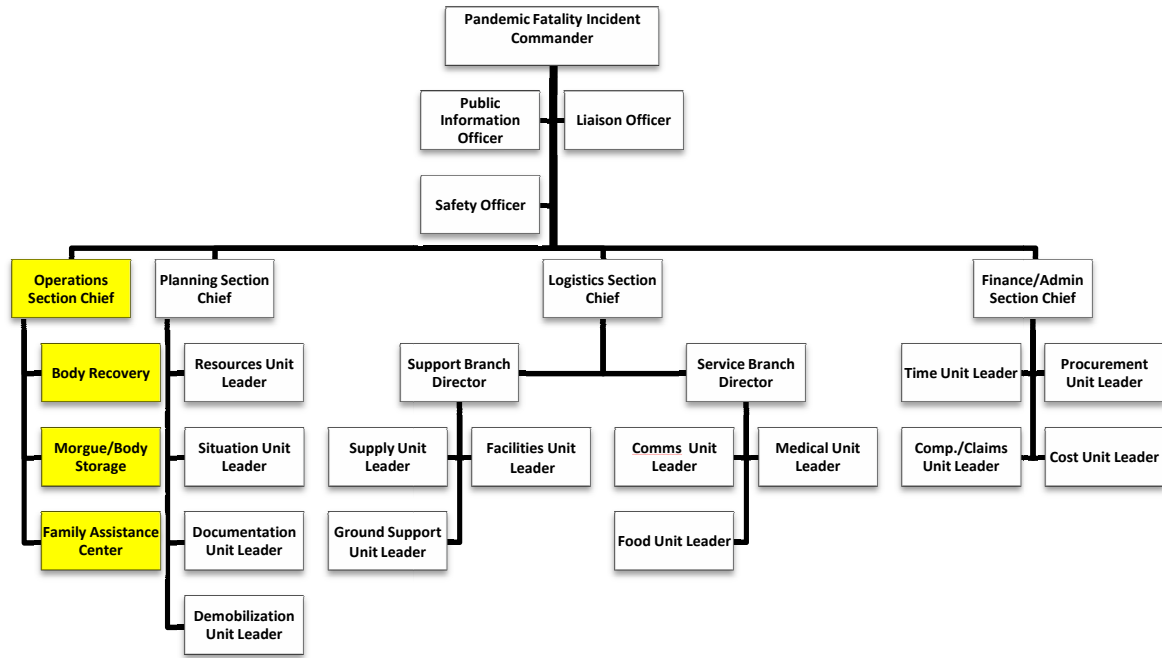 Pandemic Fatality Incident
Commander
Public
Information
Officer
Liaison Officer
Safety Officer
Operations
Section Chief
Planning Section
Chief
Logistics Section
Chief
Finance/Admin
Section Chief
Body Recovery
Resources Unit
Leader
Support Branch
Director
Service Branch
Director
Time Unit Leader
Procurement
Unit Leader
Morgue/Body
Storage
Situation Unit
Leader
Supply Unit
Leader
Facilities Unit
Leader
Comms Unit
Leader
Medical Unit
Leader
Comp./Claims
Unit Leader
Cost Unit Leader
Family Assistance
Center
Documentation
Unit Leader
Ground Support
Unit Leader
Food Unit Leader
Demobilization
Unit Leader